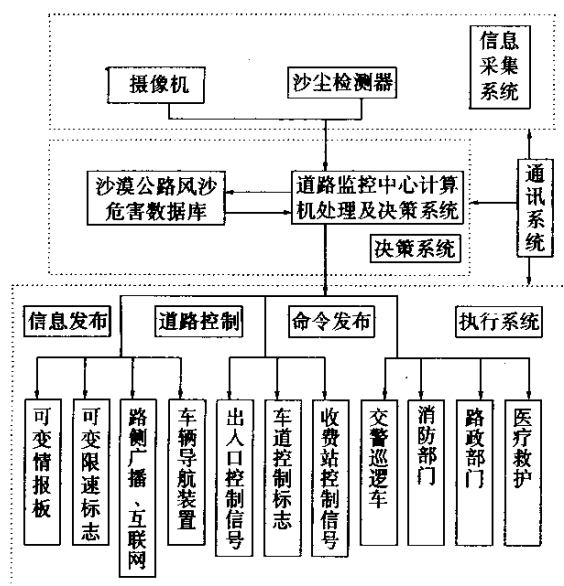 信息
采集
系统
摄像机
沙尘检测器
沙漠公路风沙
危害数据库
道路监控中心计算
机处理及决策系统
通讯系统
决策系统
信息发布
道路控制
命令发布
执行系统
可变情报板
可变限速标志
路侧广播、互联网
车辆导航装置
出入口控制信号
车道控制标志
收费站控制信号
交警巡逻车
消防部门
路政部门
医疗救护